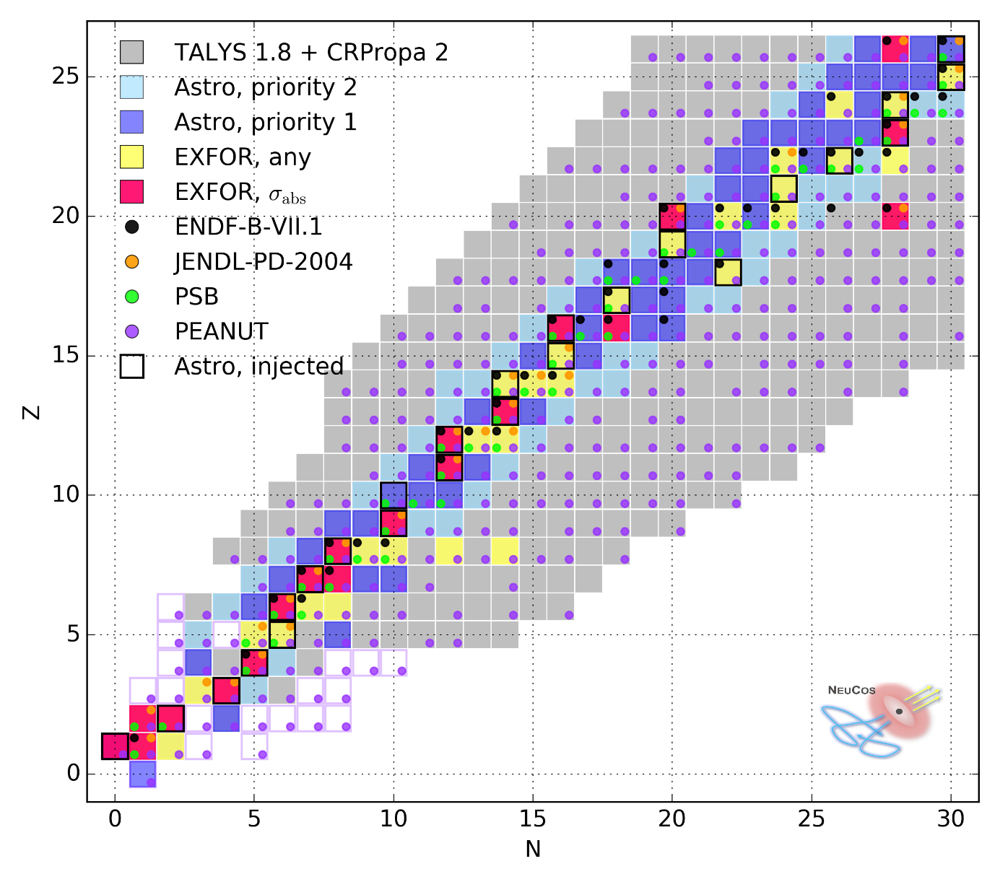 TALYS 1.8 + CRPropa 2
Astro, priority 2
Astro, priority 1
EXFOR, any
EXFOR, σabs
ENDF-B-VII.1
JENDL-PD-2004
PSB
PEANUT
Astro, injected
25
20
15
10
5
0
Z
NEUCOS
0 5 10 15 20 25 30
N